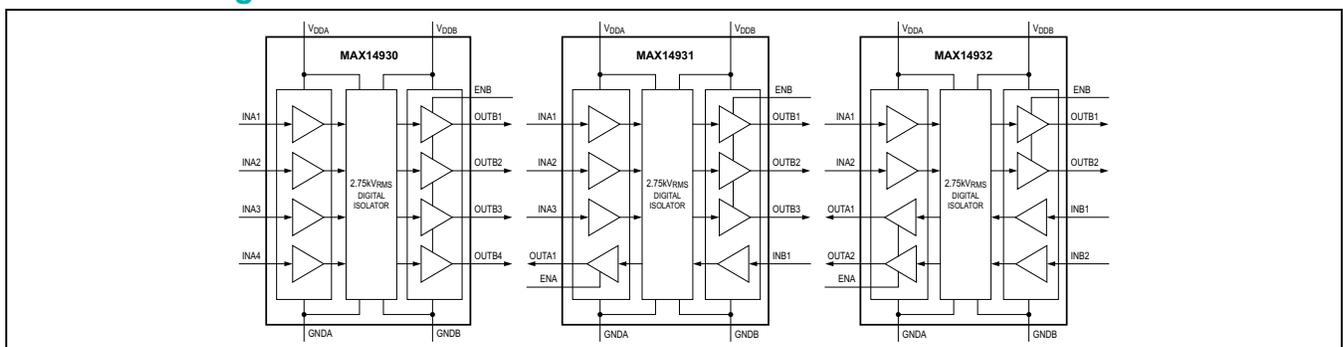 VDDA VDDB
MAX14930
ENB
INA1 OUTB1
INA2 OUTB2
2.75kVRMS
DIGITAL
ISOLATOR
INA3 OUTB3
INA4 OUTB4
GNDA GNDB
VDDA VDDB
MAX14931
ENB
INA1 OUTB1
INA2 OUTB2
2.75kVRMS
DIGITAL
ISOLATOR
INA3 OUTB3
OUTA1 INB1
ENA
GNDA GNDB
VDDA VDDB
MAX14932
ENB
INA1 OUTB1
INA2 OUTB2
2.75kVRMS
DIGITAL
ISOLATOR
OUTA1 INB1
OUTA2 INB2
ENA
GNDA GNDB